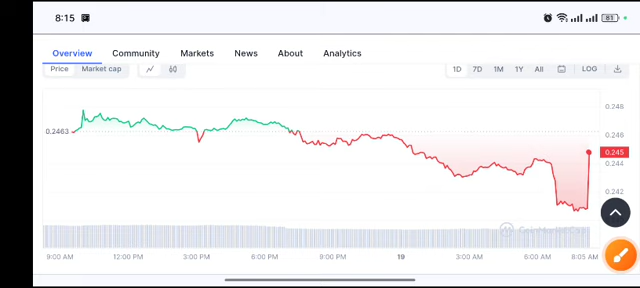 8:15
81
Overview Community Markets News About Analytics
Price Market cap 1D 7D 1M 1Y All LOG
0.248
0.2463
0.245
0.244
0.242
9:00 AM 12:00 PM 3:00 PM 6:00 PM 9:00 PM 19 3:00 AM 6:00 AM 8:05 AM